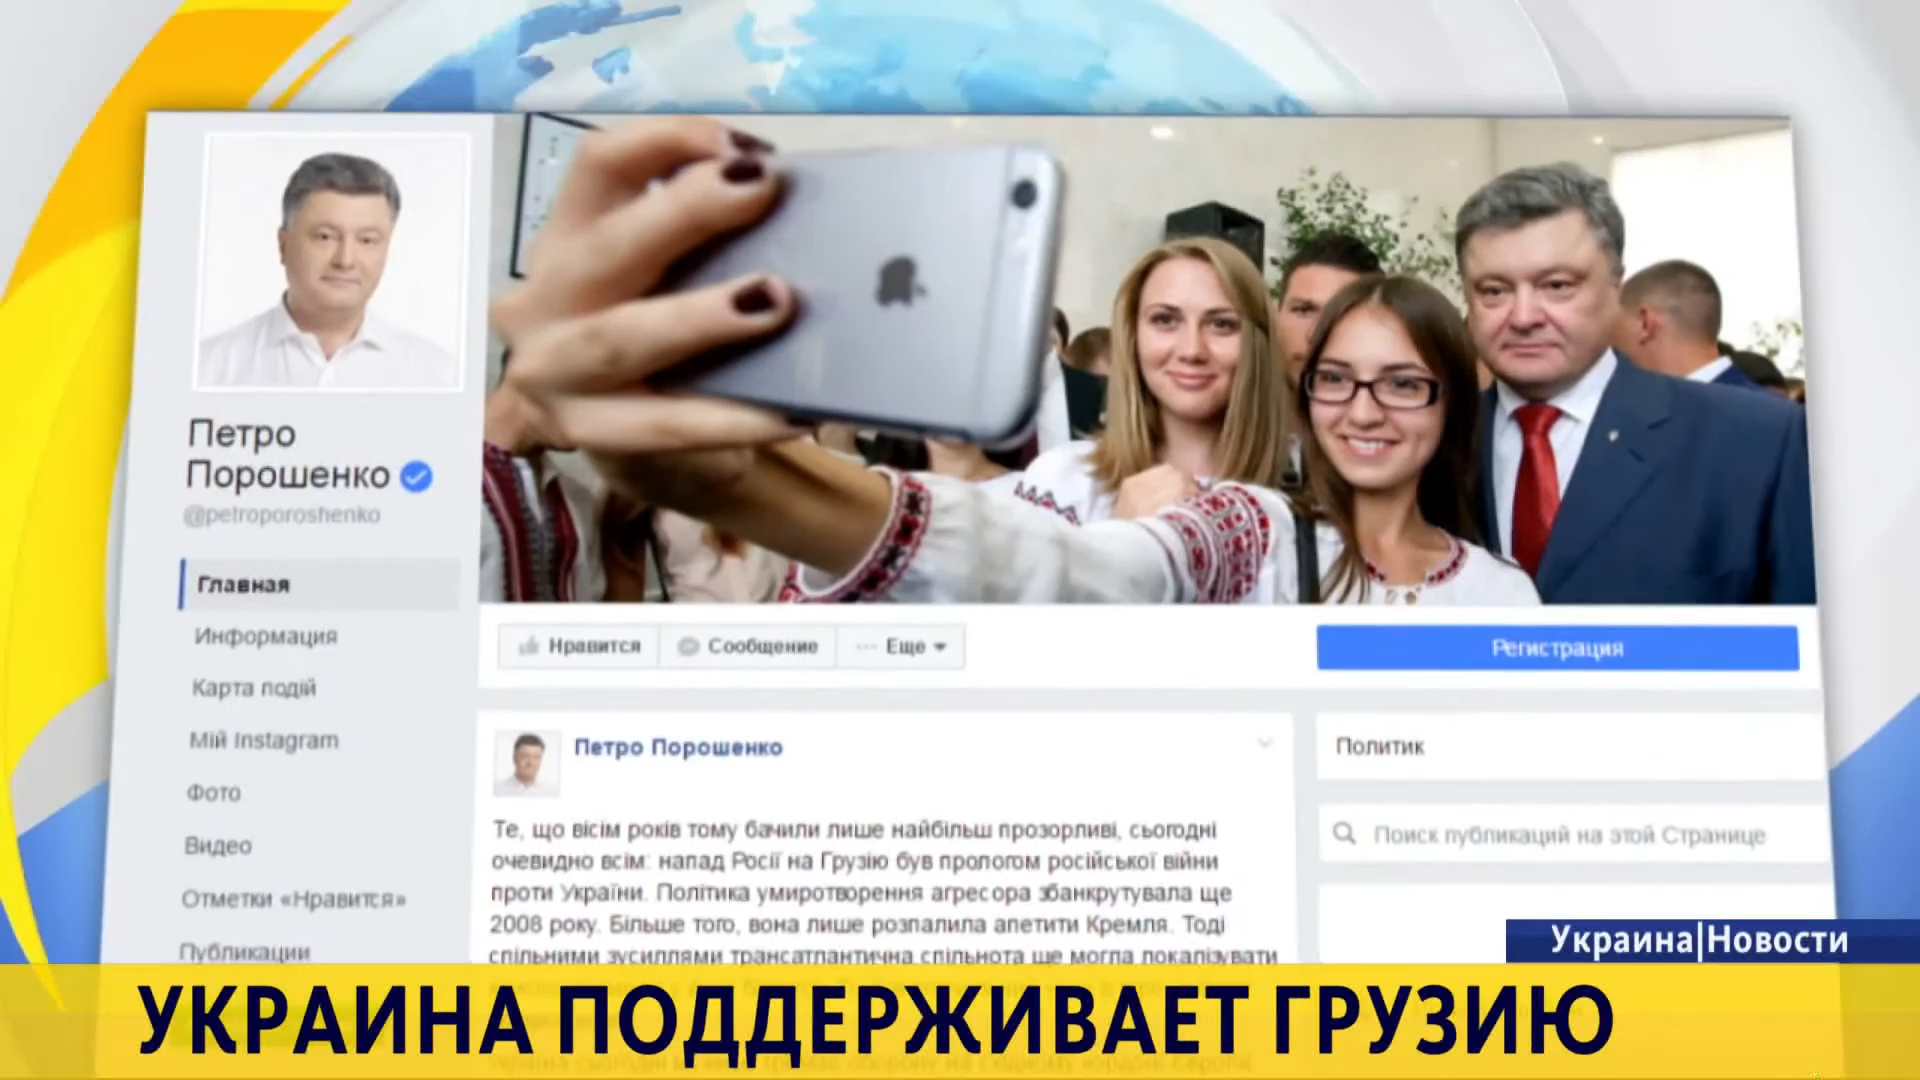 Петро
Порошенко
@petroporoshenko
Главная
Информация
Карта подій
Мій Instagram
Фото
Видео
Отметки «Нравится»
Публикации
Нравится
Сообщение
Еще
Регистрация
Петро Порошенко
Те, що вісім років тому бачили лише найбільш прозорливі, сьогодні
очевидно всім: напад Росії на Грузію був прологом російської війни
проти України. Політика умиротворення агресора збанкрутувала ще
2008 року. Більше того, вона лише розпалила апетити Кремля. Тоді
спільними зусиллями трансатлантична спільнота ще могла локалізувати
Политик
Поиск публикаций на этой Странице
Украина|Новости
УКРАИНА ПОДДЕРЖИВАЕТ ГРУЗИЮ